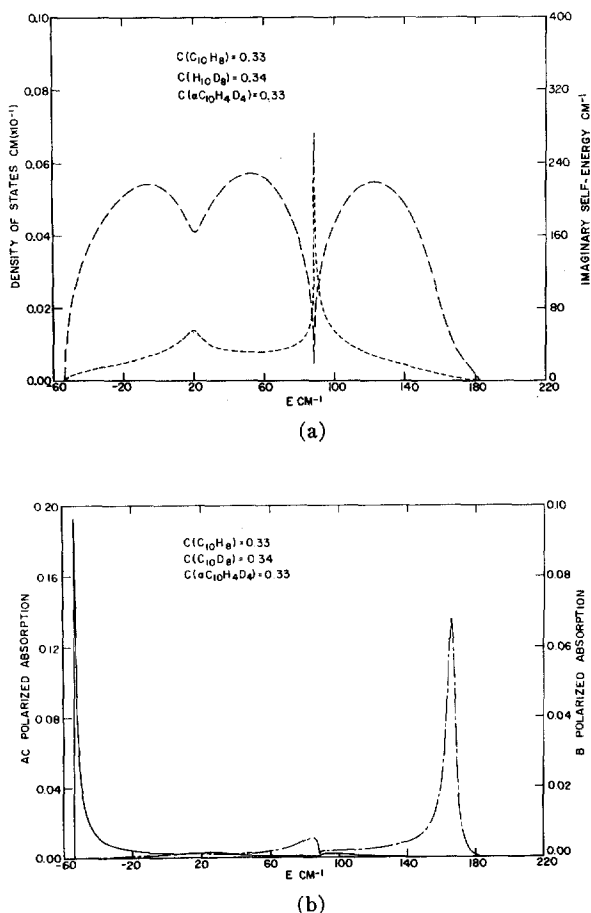 0.10
0.08
0.06
0.04
0.02
0.00
DENSITY OF STATES CM(x10⁻¹)
C(C₁₀H₈)=0.33
C(H₁₀D₈)=0.34
C(αC₁₀H₄D₄)=0.33
400
320
240
160
80
0
IMAGINARY SELF-ENERGY CM⁻¹
-60 -20 20 60 100 140 180 220
E CM⁻¹
(a)
0.20
0.16
0.12
0.08
0.04
0.00
AC POLARIZED ABSORPTION
C(C₁₀H₈)=0.33
C(C₁₀D₈)=0.34
C(αC₁₀H₄D₄)=0.33
0.10
0.08
0.06
0.04
0.02
0.00
B POLARIZED ABSORPTION
-60 -20 20 60 100 140 180 220
E CM⁻¹
(b)